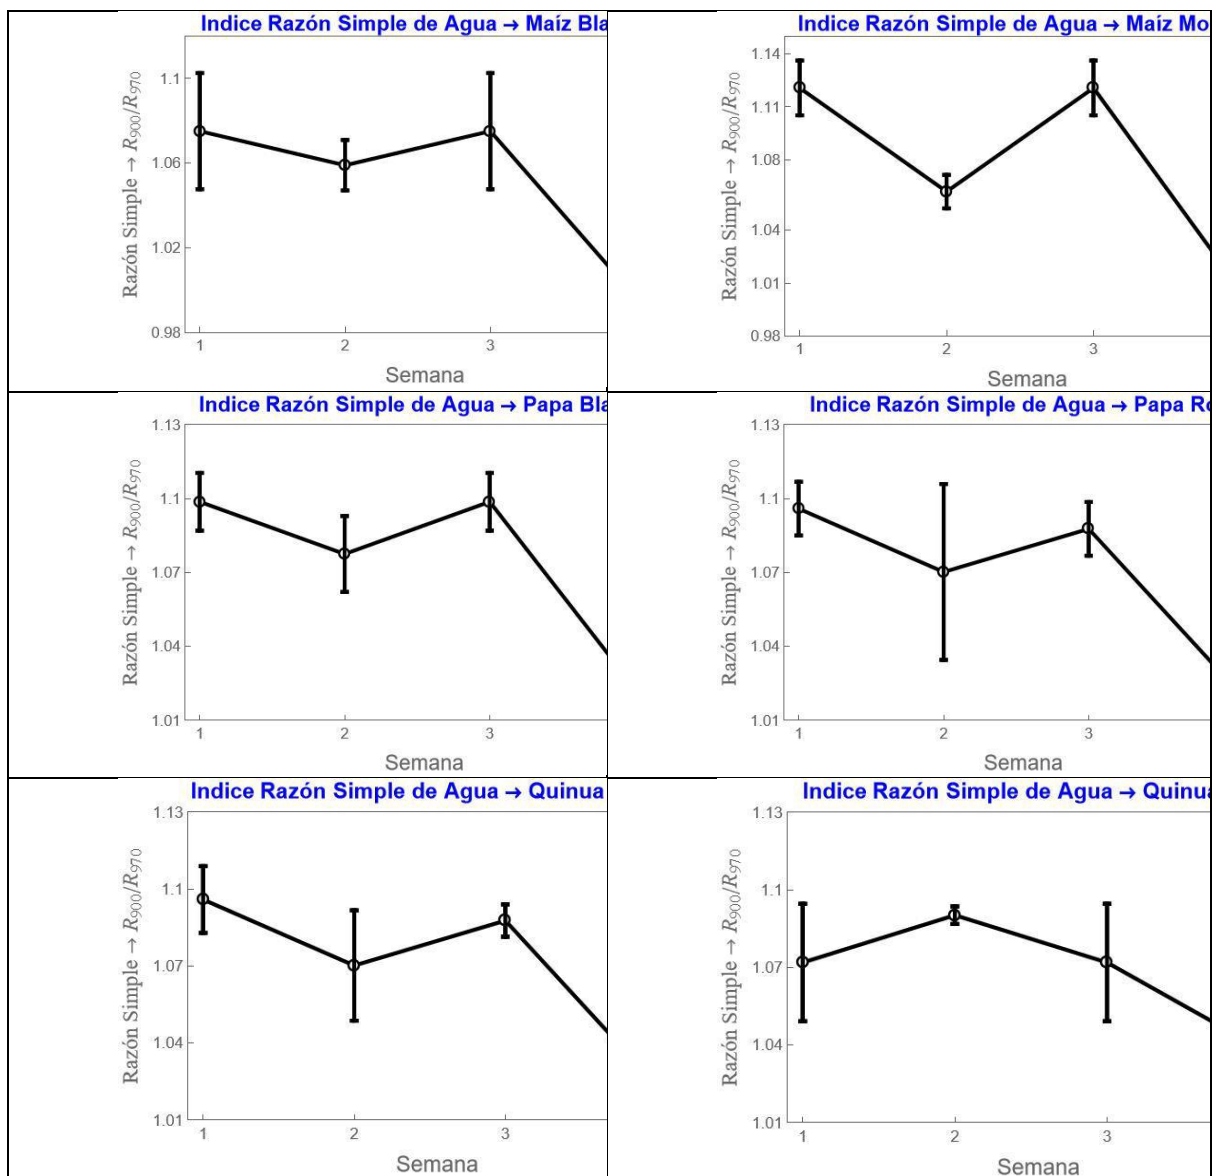 Indice Razón Simple de Agua → Maíz Bla
Razón Simple → R900/R970
1.1
1.06
1.02
0.98
1 2 3
Semana
Indice Razón Simple de Agua → Maíz Mo
Razón Simple → R900/R970
1.14
1.11
1.08
1.04
1.01
0.98
1 2 3
Semana
Indice Razón Simple de Agua → Papa Bla
Razón Simple → R900/R970
1.13
1.1
1.07
1.04
1.01
1 2 3
Semana
Indice Razón Simple de Agua → Papa Ro
Razón Simple → R900/R970
1.13
1.1
1.07
1.04
1.01
1 2 3
Semana
Indice Razón Simple de Agua → Quinua
Razón Simple → R900/R970
1.13
1.1
1.07
1.04
1.01
1 2 3
Semana
Indice Razón Simple de Agua → Quinua
Razón Simple → R900/R970
1.13
1.1
1.07
1.04
1.01
1 2 3
Semana